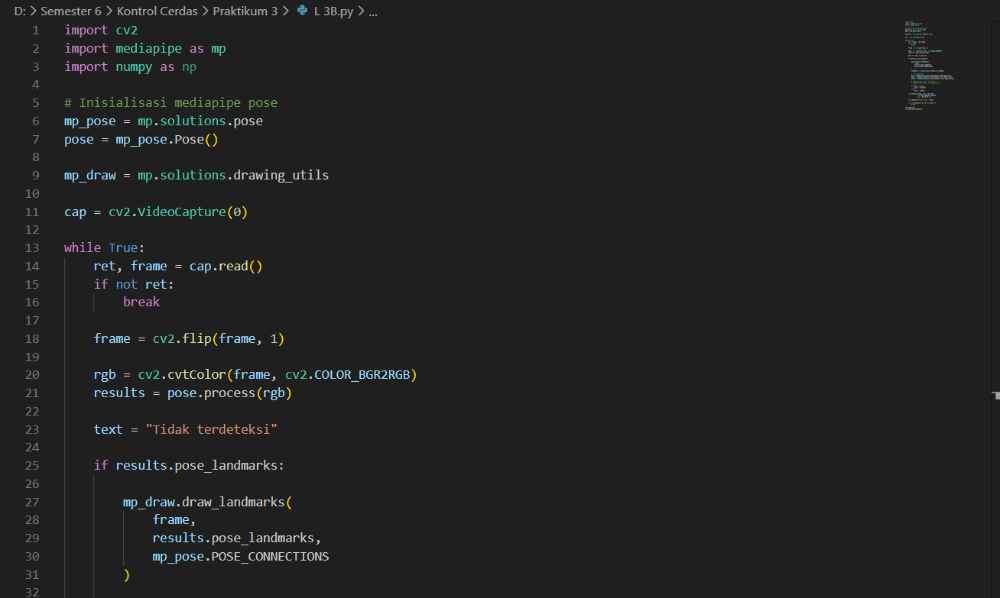 D: > Semester 6 > Kontrol Cerdas > Praktikum 3 > L 3B.py > ...
1 import cv2
2 import mediapipe as mp
3 import numpy as np
4
5 # Inisialisasi mediapipe pose
6 mp_pose = mp.solutions.pose
7 pose = mp_pose.Pose()
8
9 mp_draw = mp.solutions.drawing_utils
10
11 cap = cv2.VideoCapture(0)
12
13 while True:
14     ret, frame = cap.read()
15     if not ret:
16         break
17
18     frame = cv2.flip(frame, 1)
19
20     rgb = cv2.cvtColor(frame, cv2.COLOR_BGR2RGB)
21     results = pose.process(rgb)
22
23     text = "Tidak terdeteksi"
24
25     if results.pose_landmarks:
26
27         mp_draw.draw_landmarks(
28             frame,
29             results.pose_landmarks,
30             mp_pose.POSE_CONNECTIONS
31         )
32